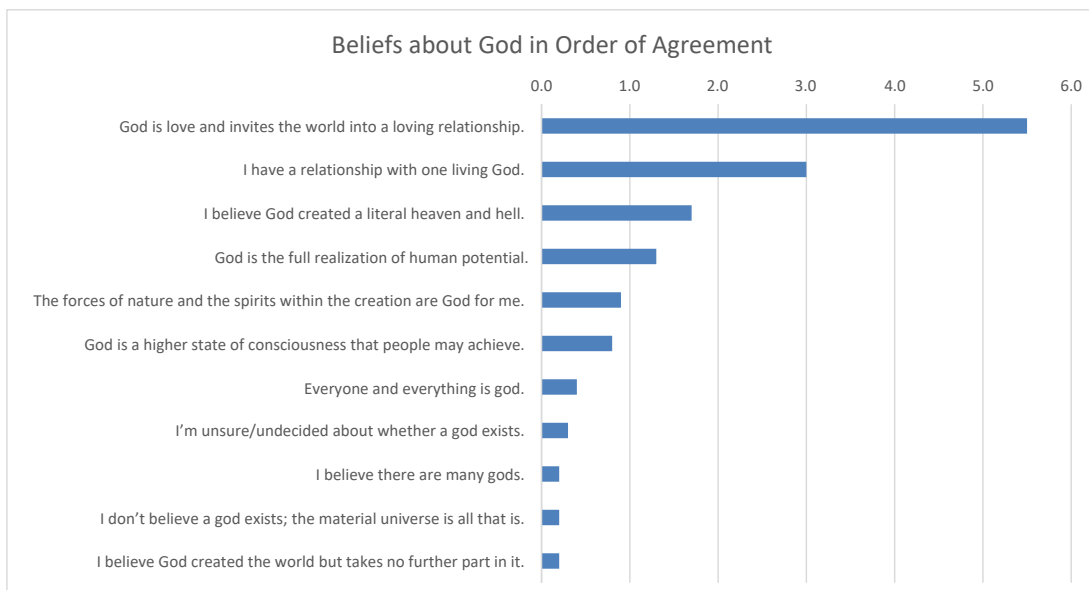 Beliefs about God in Order of Agreement
0.0 1.0 2.0 3.0 4.0 5.0 6.0
God is love and invites the world into a loving relationship.
I have a relationship with one living God.
I believe God created a literal heaven and hell.
God is the full realization of human potential.
The forces of nature and the spirits within the creation are God for me.
God is a higher state of consciousness that people may achieve.
Everyone and everything is god.
I’m unsure/undecided about whether a god exists.
I believe there are many gods.
I don’t believe a god exists; the material universe is all that is.
I believe God created the world but takes no further part in it.